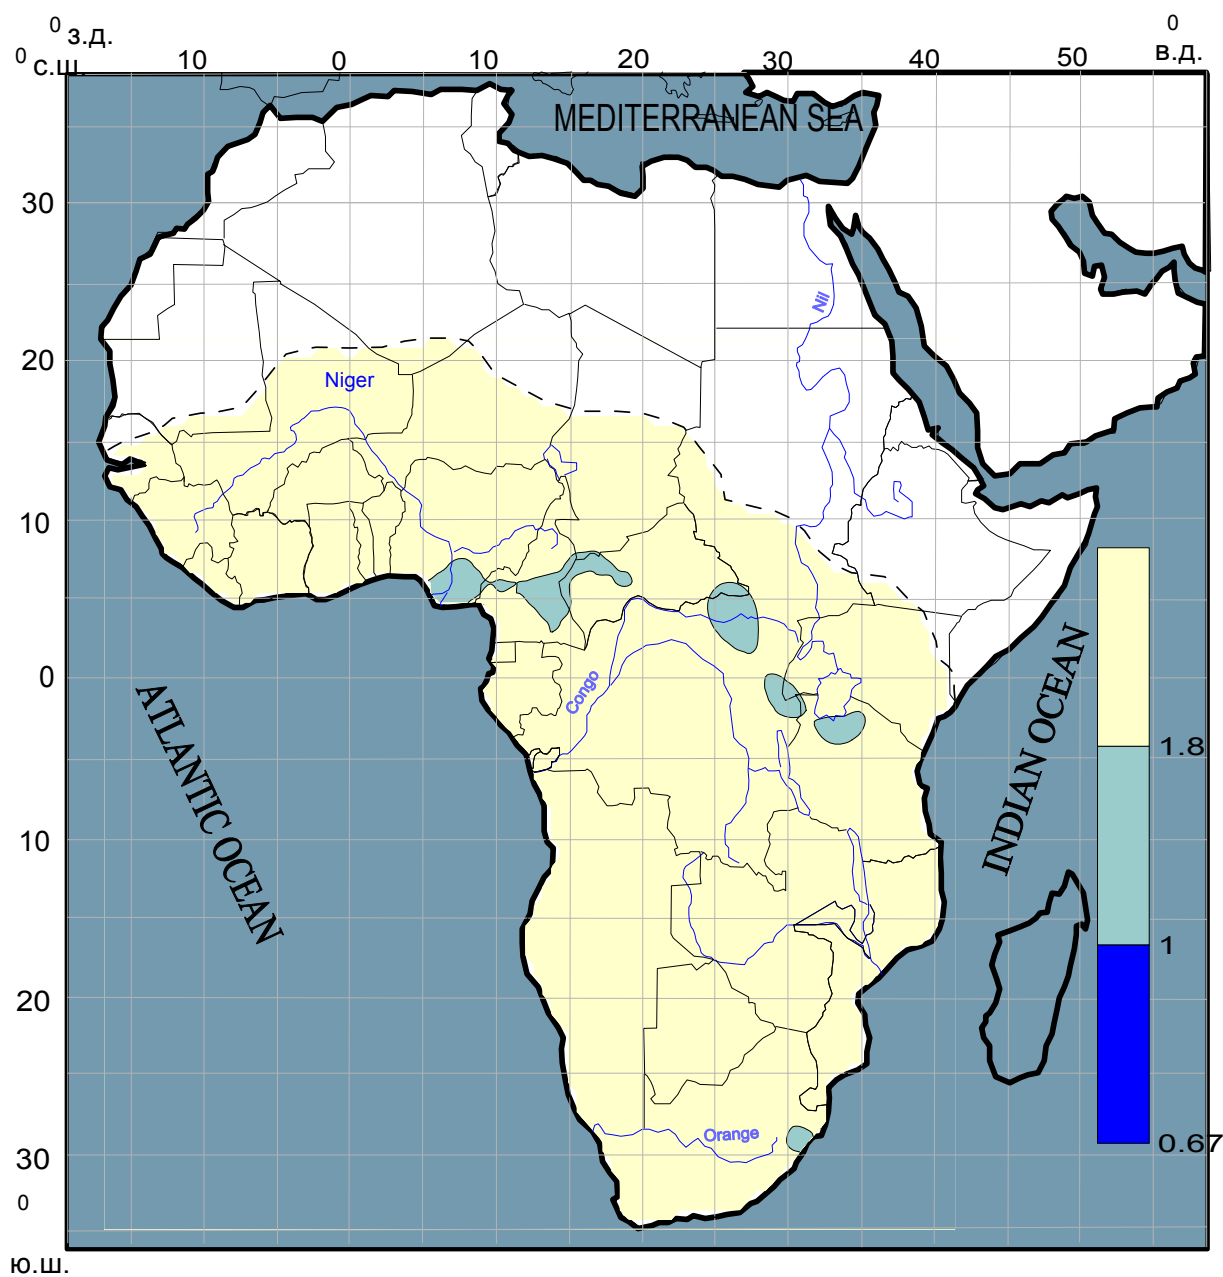 0 з.д.
0 с.ш.
10
0
10
20
30
40
50
0
в.д.
MEDITERRANEAN SEA
30
Nil
20
Niger
10
0
Congo
ATLANTIC OCEAN
INDIAN OCEAN
1.8
10
1
20
Orange
0.67
30
0
ю.ш.